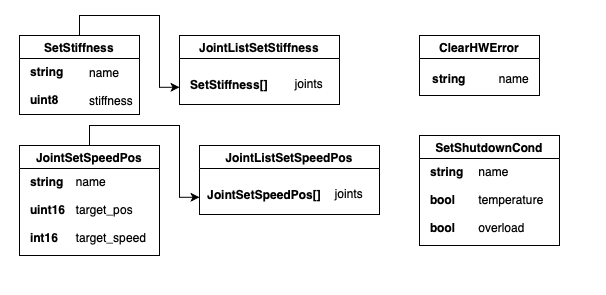 SetStiffness
string name
uint8 stiffness
JointListSetStiffness
SetStiffness[] joints
ClearHWError
string name
JointSetSpeedPos
string name
uint16 target_pos
int16 target_speed
JointListSetSpeedPos
JointSetSpeedPos[] joints
SetShutdownCond
string name
bool temperature
bool overload